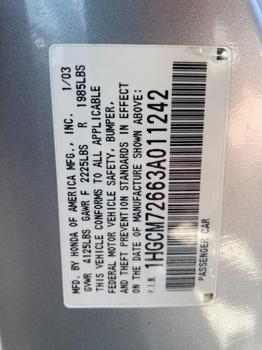 MFD. BY HONDA OF AMERICA MFG., INC. 1/03
GVWR 4125LBS GAWR F 2225LBS R 1985LBS
THIS VEHICLE CONFORMS TO ALL APPLICABLE
FEDERAL MOTOR VEHICLE SAFETY, BUMPER,
AND THEFT PREVENTION STANDARDS IN EFFECT
ON THE DATE OF MANUFACTURE SHOWN ABOVE.
V.I.N. 1HGCM72663A011242
PASSENGER CAR